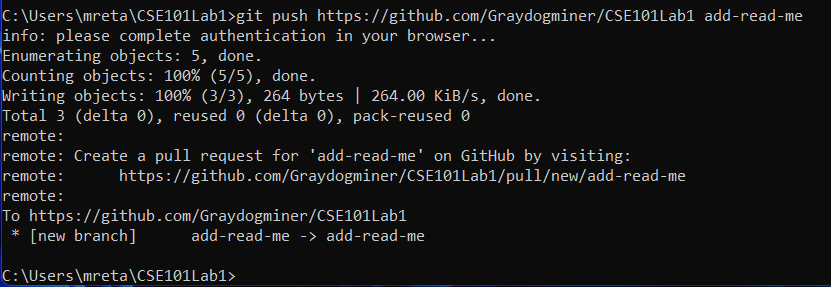 C:\Users\mreta\CSE101Lab1>git push https://github.com/Graydogminer/CSE101Lab1 add-read-me
info: please complete authentication in your browser...
Enumerating objects: 5, done.
Counting objects: 100% (5/5), done.
Writing objects: 100% (3/3), 264 bytes | 264.00 KiB/s, done.
Total 3 (delta 0), reused 0 (delta 0), pack-reused 0
remote:
remote: Create a pull request for 'add-read-me' on GitHub by visiting:
remote:      https://github.com/Graydogminer/CSE101Lab1/pull/new/add-read-me
remote:
To https://github.com/Graydogminer/CSE101Lab1
 * [new branch]      add-read-me -> add-read-me
C:\Users\mreta\CSE101Lab1>